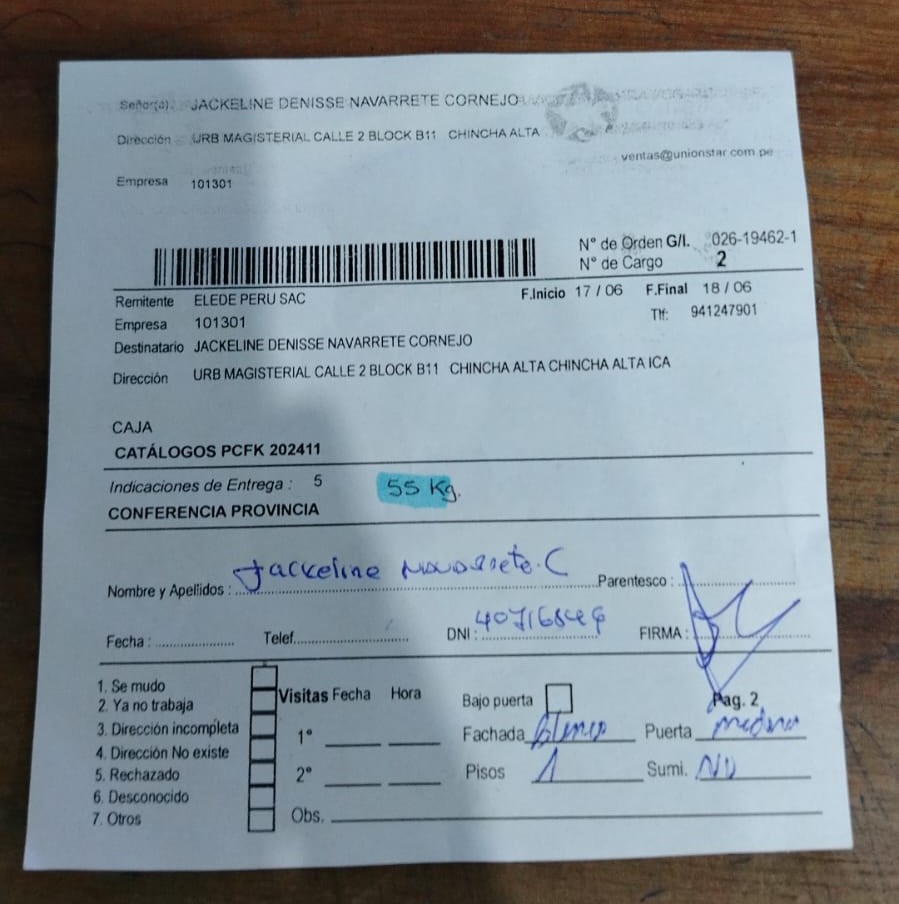 Señor(a): JACKELINE DENISSE NAVARRETE CORNEJO
Dirección URB MAGISTERIAL CALLE 2 BLOCK B11 CHINCHA ALTA
ventas@unionstar.com.pe
Empresa 101301
N° de Orden G/I. 026-19462-1
N° de Cargo 2
Remitente ELEDE PERU SAC F.Inicio 17 / 06 F.Final 18 / 06
Empresa 101301 Tlf: 941247901
Destinatario JACKELINE DENISSE NAVARRETE CORNEJO
Dirección URB MAGISTERIAL CALLE 2 BLOCK B11 CHINCHA ALTA CHINCHA ALTA ICA
CAJA
CATÁLOGOS PCFK 202411
Indicaciones de Entrega : 5 55 Kg.
CONFERENCIA PROVINCIA
Nombre y Apellidos : Jackeline Navarrete.C Parentesco :
Fecha : Telef. DNI : FIRMA :
1. Se mudo Visitas Fecha Hora Bajo puerta Pag. 2
2. Ya no trabaja
3. Dirección incompleta 1° Fachada Blanco Puerta madera
4. Dirección No existe
5. Rechazado 2° Pisos 1 Sumi. NV
6. Desconocido
7. Otros Obs.